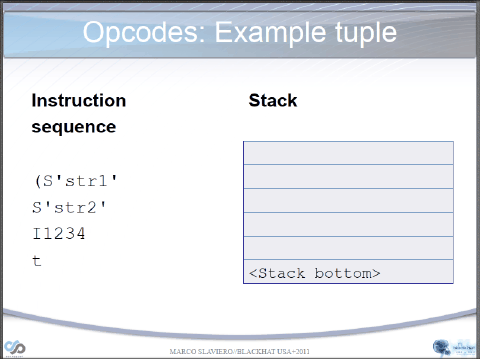 Opcodes: Example tuple
Instruction
sequence
Stack
(S'str1'
S'str2'
I1234
t
<Stack bottom>
MARCO SLAVIERO//BLACKHAT USA+2011